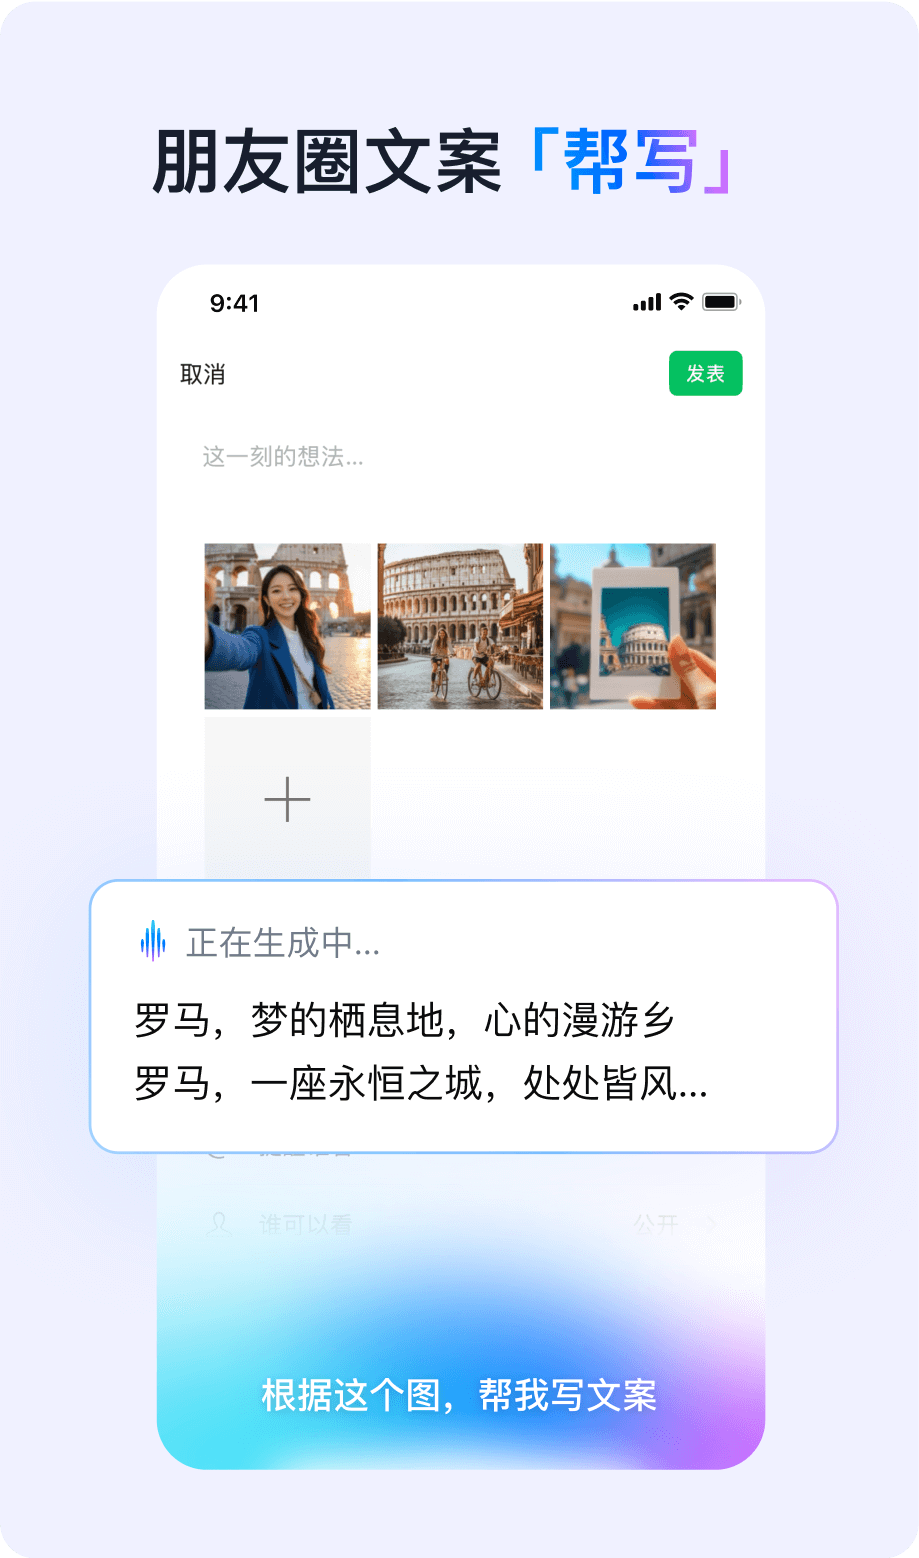 朋友圈文案「帮写」
9:41
取消
发表
这一刻的想法...
正在生成中...
罗马，梦的栖息地，心的漫游乡
罗马，一座永恒之城，处处皆风...
谁可以看
公开
根据这个图，帮我写文案